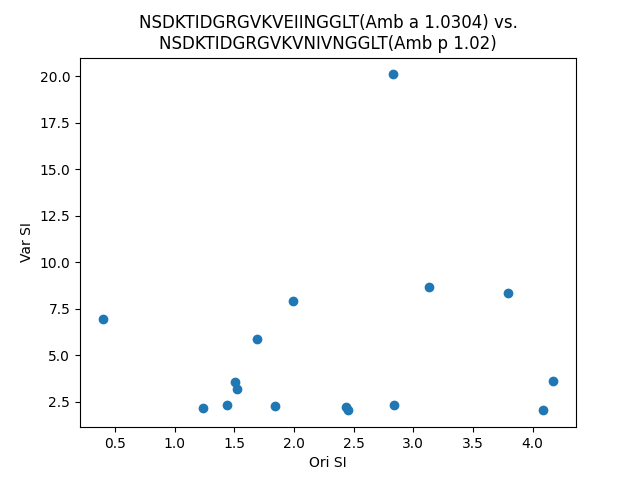 NSDKTIDGRGVKVEIINGGLT(Amb a 1.0304) vs.
NSDKTIDGRGVKVNIVNGGLT(Amb p 1.02)
20.0
17.5
15.0
12.5
10.0
7.5
5.0
2.5
Var SI
0.5 1.0 1.5 2.0 2.5 3.0 3.5 4.0
Ori SI